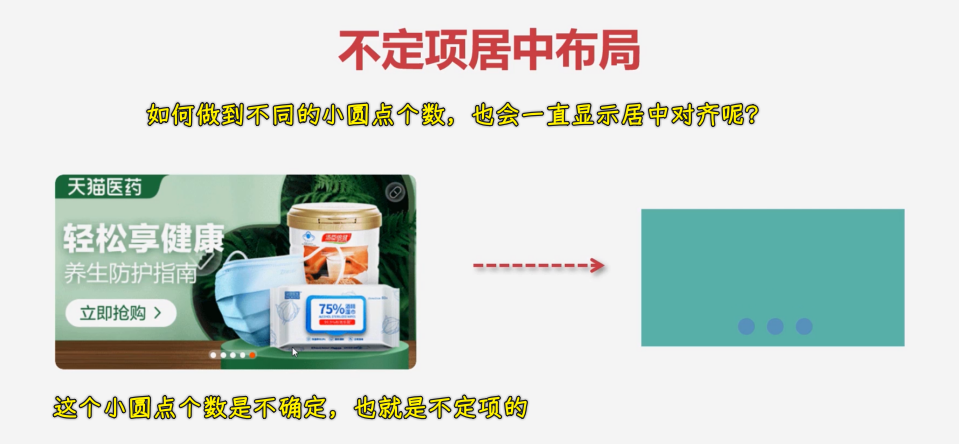 不定项居中布局
如何做到不同的小圆点个数，也会一直显示居中对齐呢？
天猫医药
轻松享健康
养生防护指南
立即抢购 >
75%
这个小圆点个数是不确定，也就是不定项的